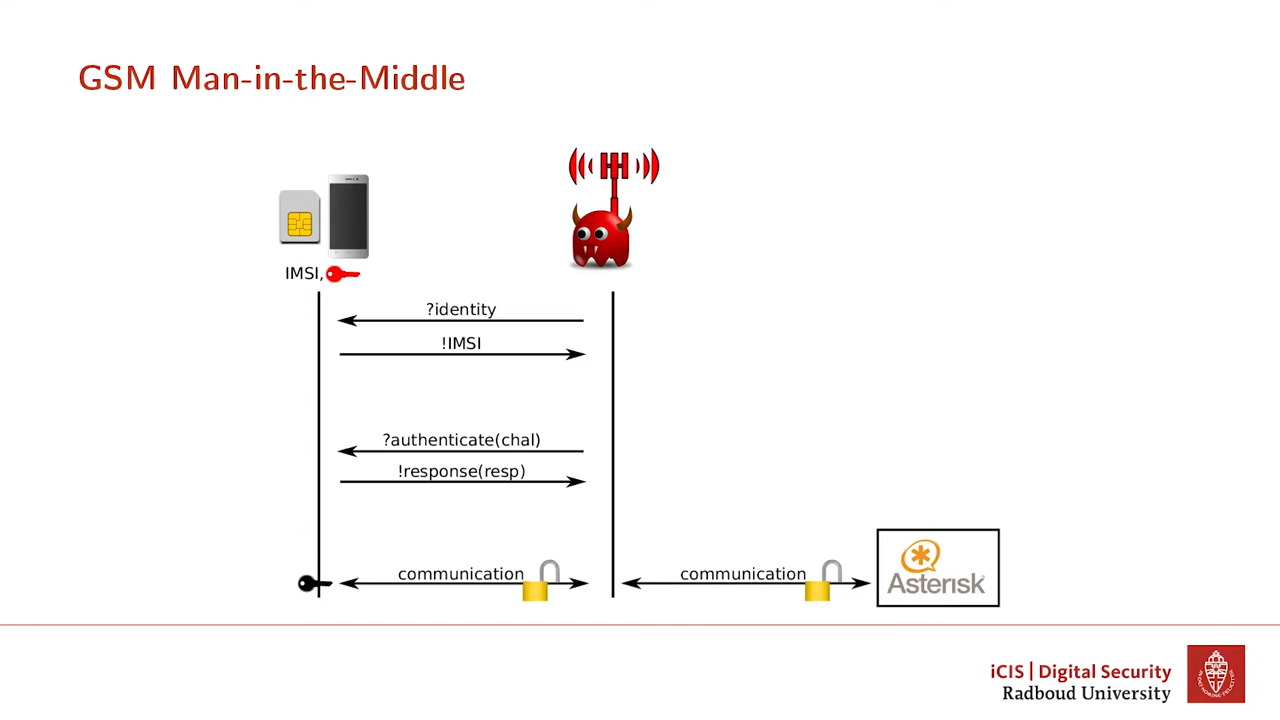 GSM Man-in-the-Middle
IMSI,
?identity
!IMSI
?authenticate(chal)
!response(resp)
communication
communication
Asterisk
iCIS | Digital Security
Radboud University